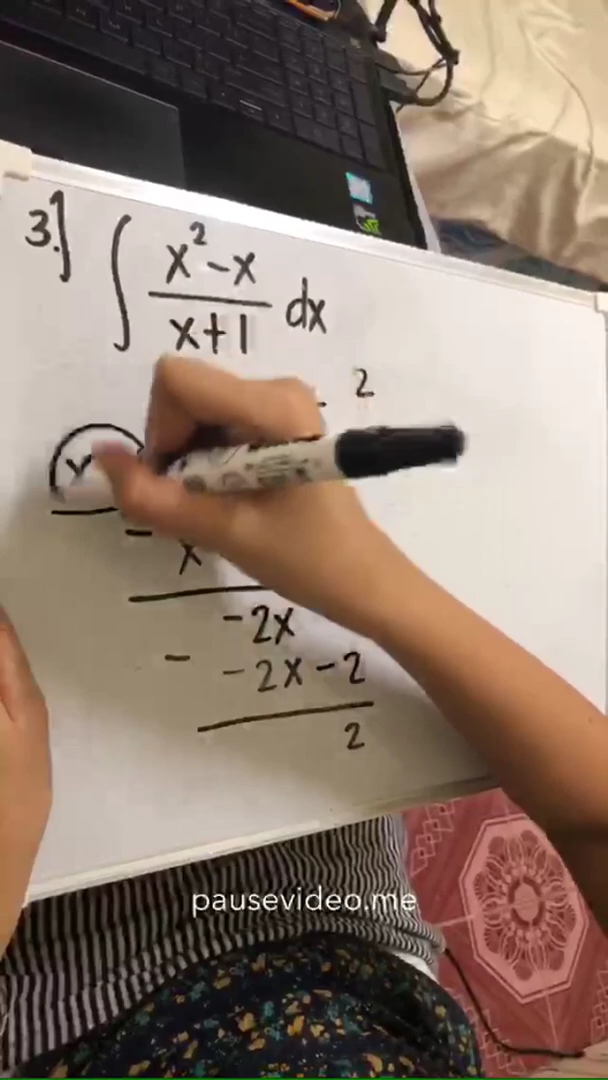 3.] ∫ x² - x / x + 1 dx
- 2
x
- x
-2x
- -2x - 2
2
pausevideo.me